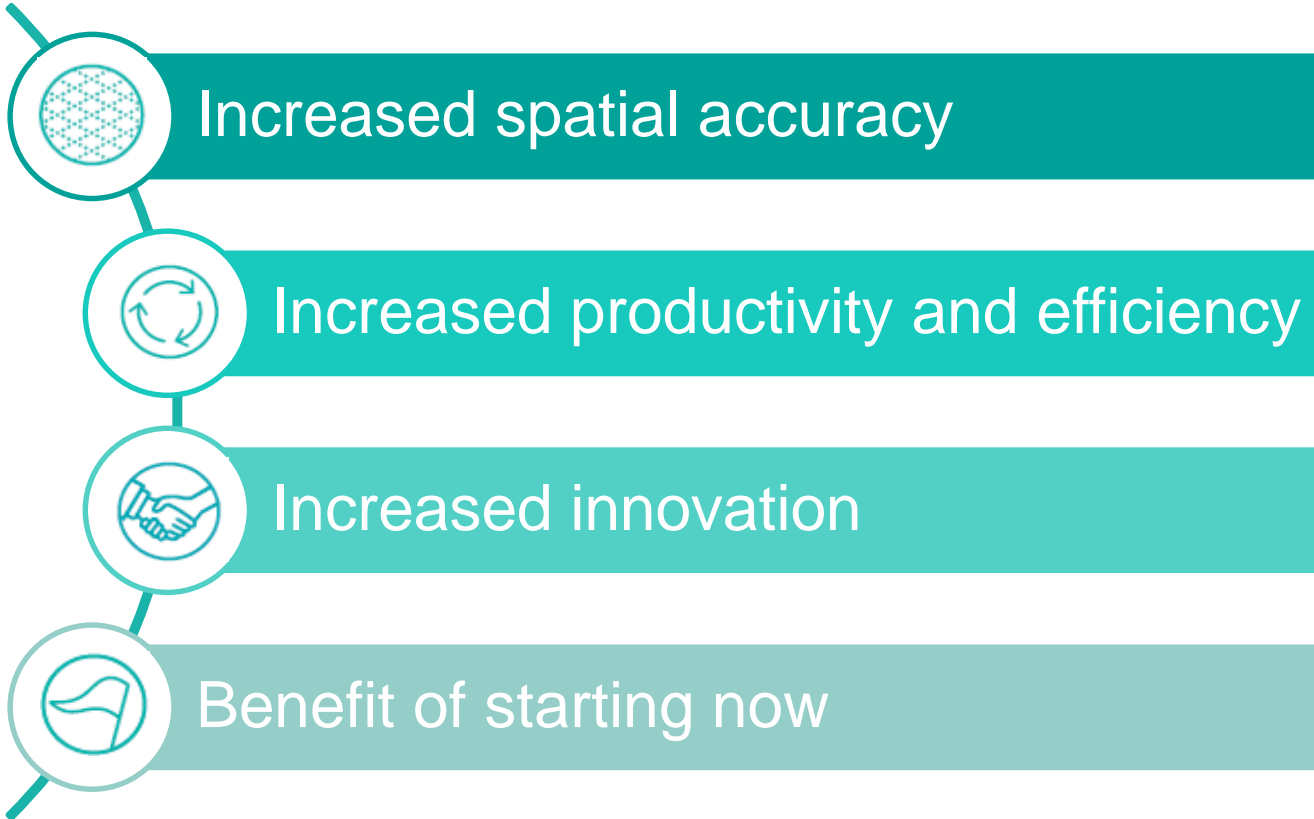 Increased spatial accuracy
Increased productivity and efficiency
Increased innovation
Benefit of starting now